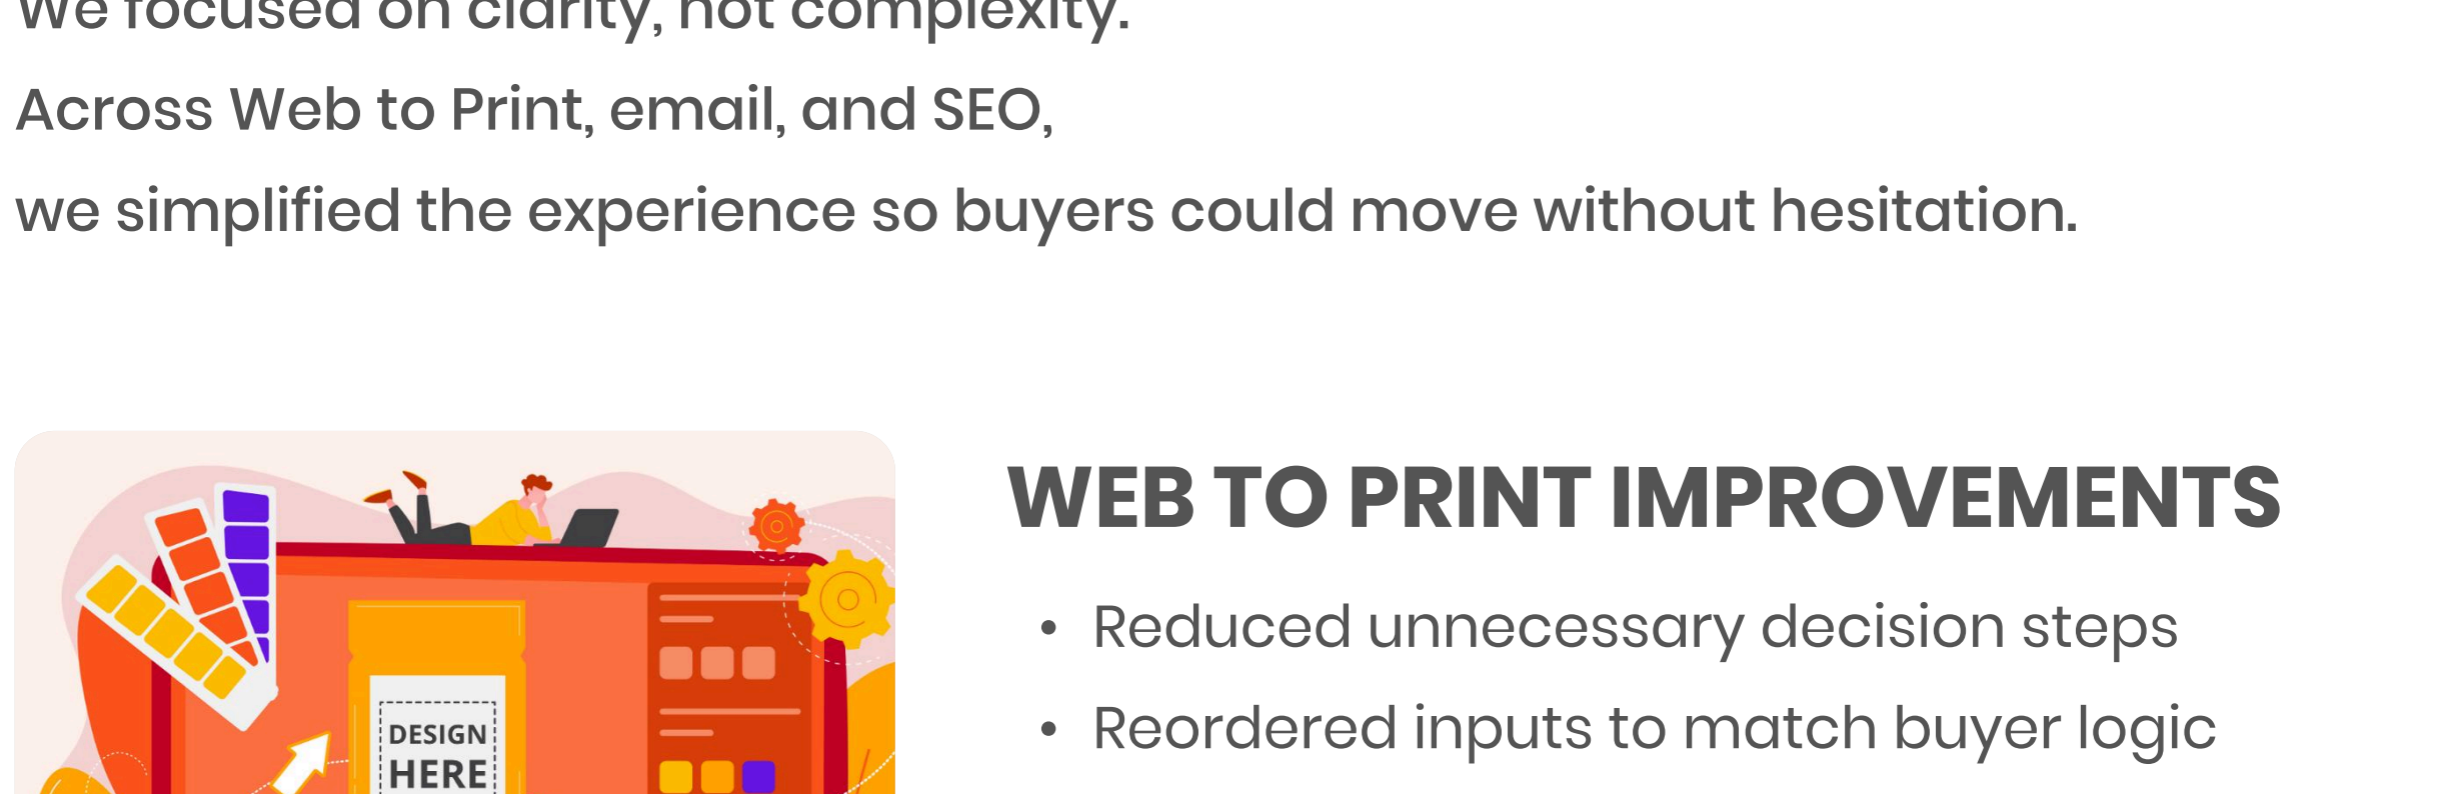 We focused on clarity, not complexity.
Across Web to Print, email, and SEO,
we simplified the experience so buyers could move without hesitation.
WEB TO PRINT IMPROVEMENTS
• Reduced unnecessary decision steps
• Reordered inputs to match buyer logic
DESIGN
HERE